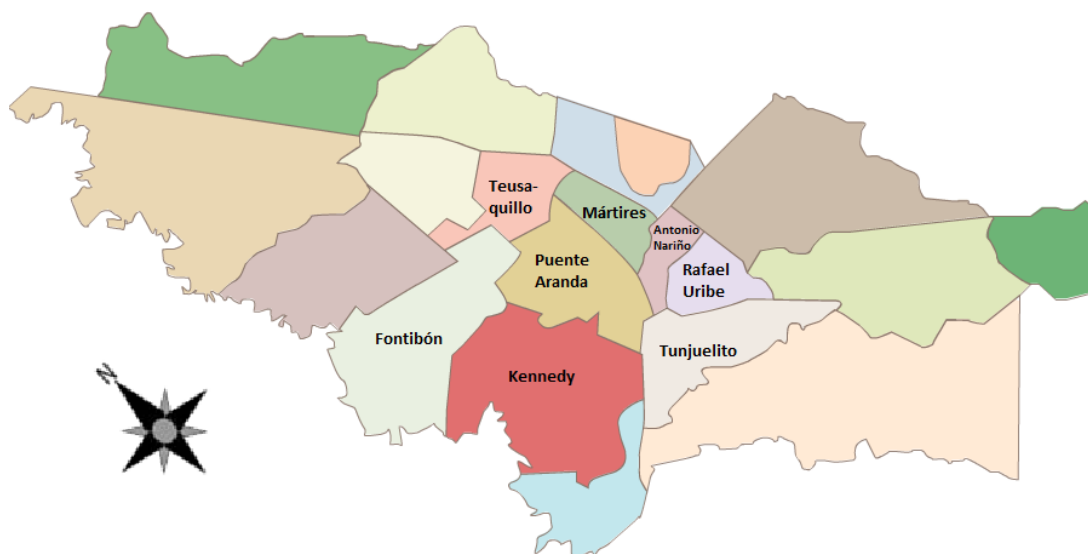 Teusa-
quillo
Mártires
Antonio
Nariño
Puente
Aranda
Rafael
Uribe
Fontibón
Tunjuelito
Kennedy
N